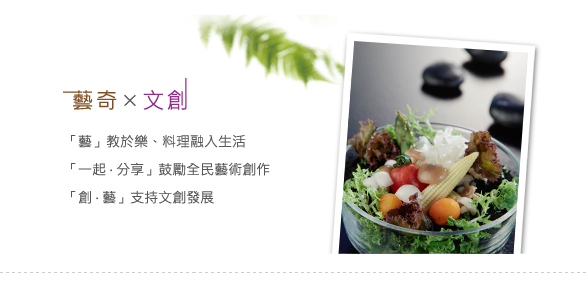 藝奇×文創
「藝」教於樂、料理融入生活
「一起‧分享」鼓勵全民藝術創作
「創‧藝」支持文創發展